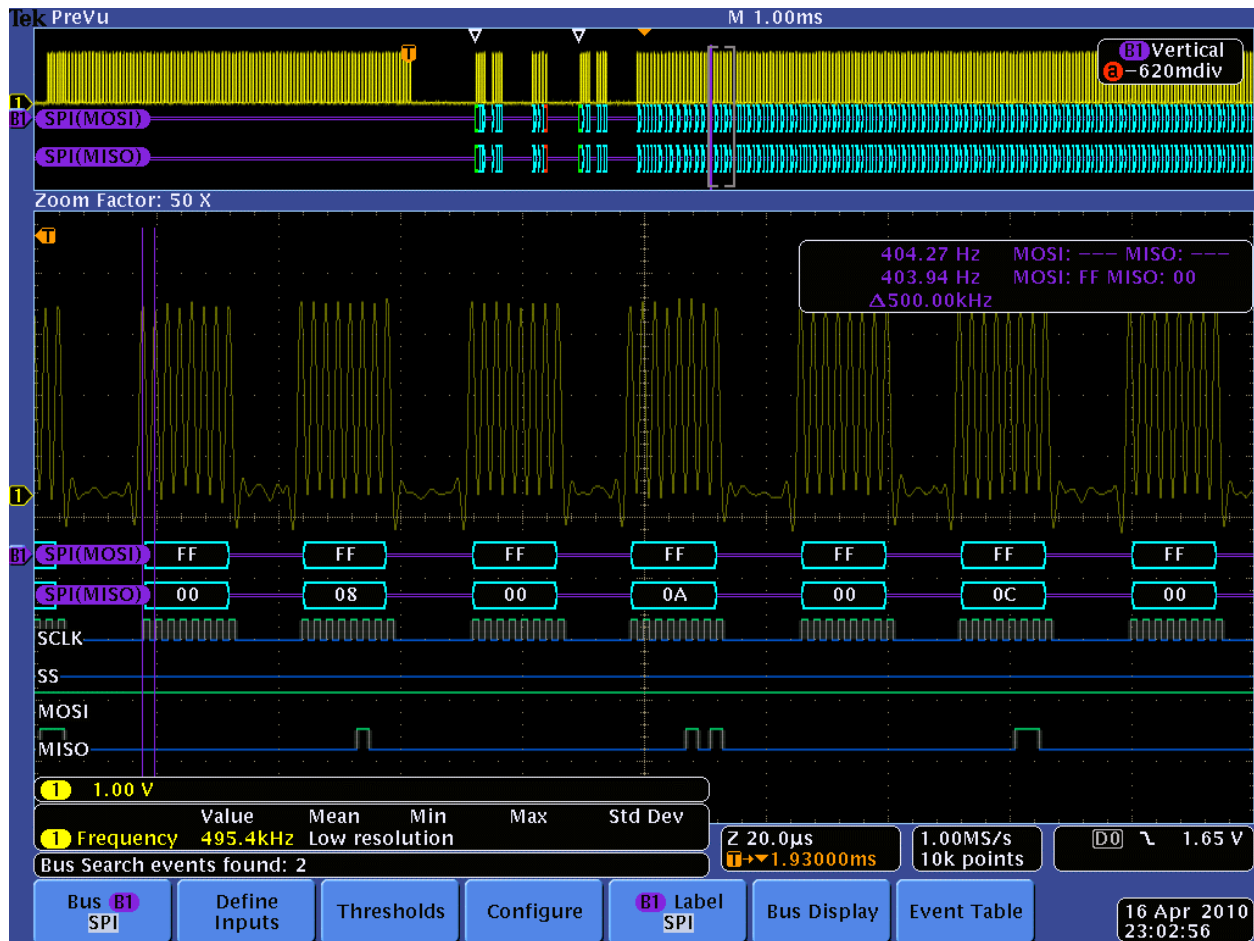 Tek PreVu M 1.00ms
T
B1 Vertical
a -620mdiv
1
B1 SPI(MOSI)
SPI(MISO)
Zoom Factor: 50 X
T
404.27 Hz MOSI: --- MISO: ---
403.94 Hz MOSI: FF MISO: 00
Δ500.00kHz
1
B1 SPI(MOSI) FF FF FF FF FF FF FF
SPI(MISO) 00 08 00 0A 00 0C 00
SCLK
SS
MOSI
MISO
1 1.00 V
Value Mean Min Max Std Dev
1 Frequency 495.4kHz Low resolution
Z 20.0µs
T→▼1.93000ms
1.00MS/s
10k points
D0 1.65 V
Bus Search events found: 2
Bus B1
SPI
Define
Inputs
Thresholds
Configure
B1 Label
SPI
Bus Display
Event Table
16 Apr 2010
23:02:56